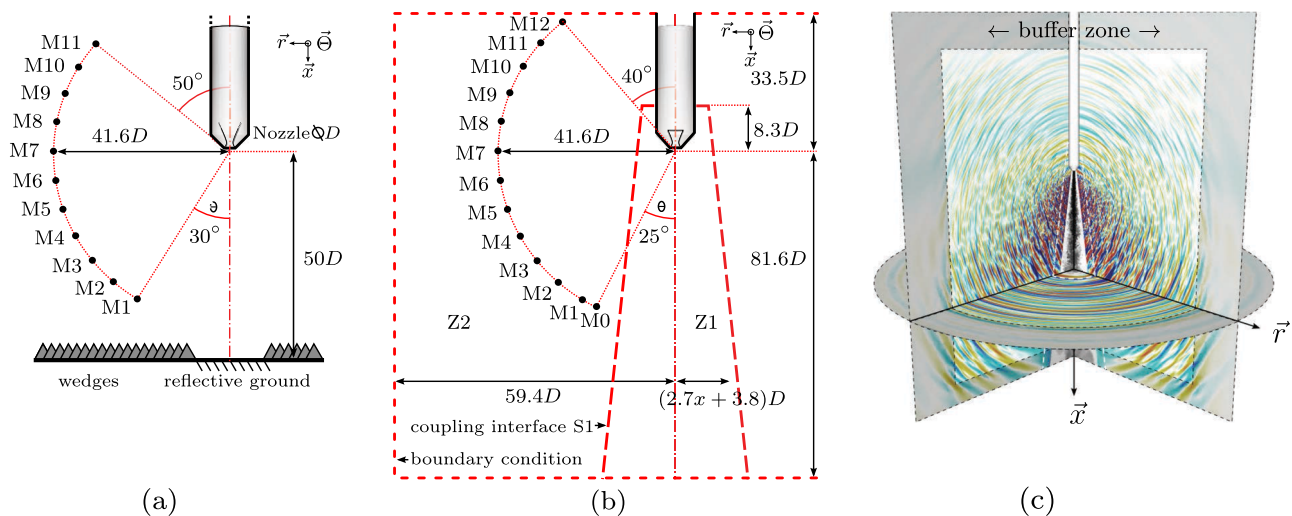 M11
M10
M9
M8
M7
M6
M5
M4
M3
M2
M1
50°
41.6D
ϑ
30°
r⃗ Θ⃗
x⃗
Nozzle ∅D
50D
wedges
reflective ground
(a)
M12
M11
M10
M9
M8
M7
M6
M5
M4
M3
M2
M1
M0
40°
41.6D
θ
25°
r⃗ Θ⃗
x⃗
33.5D
8.3D
81.6D
Z2
Z1
59.4D
(2.7x + 3.8)D
coupling interface S1
boundary condition
(b)
← buffer zone →
r⃗
x⃗
(c)